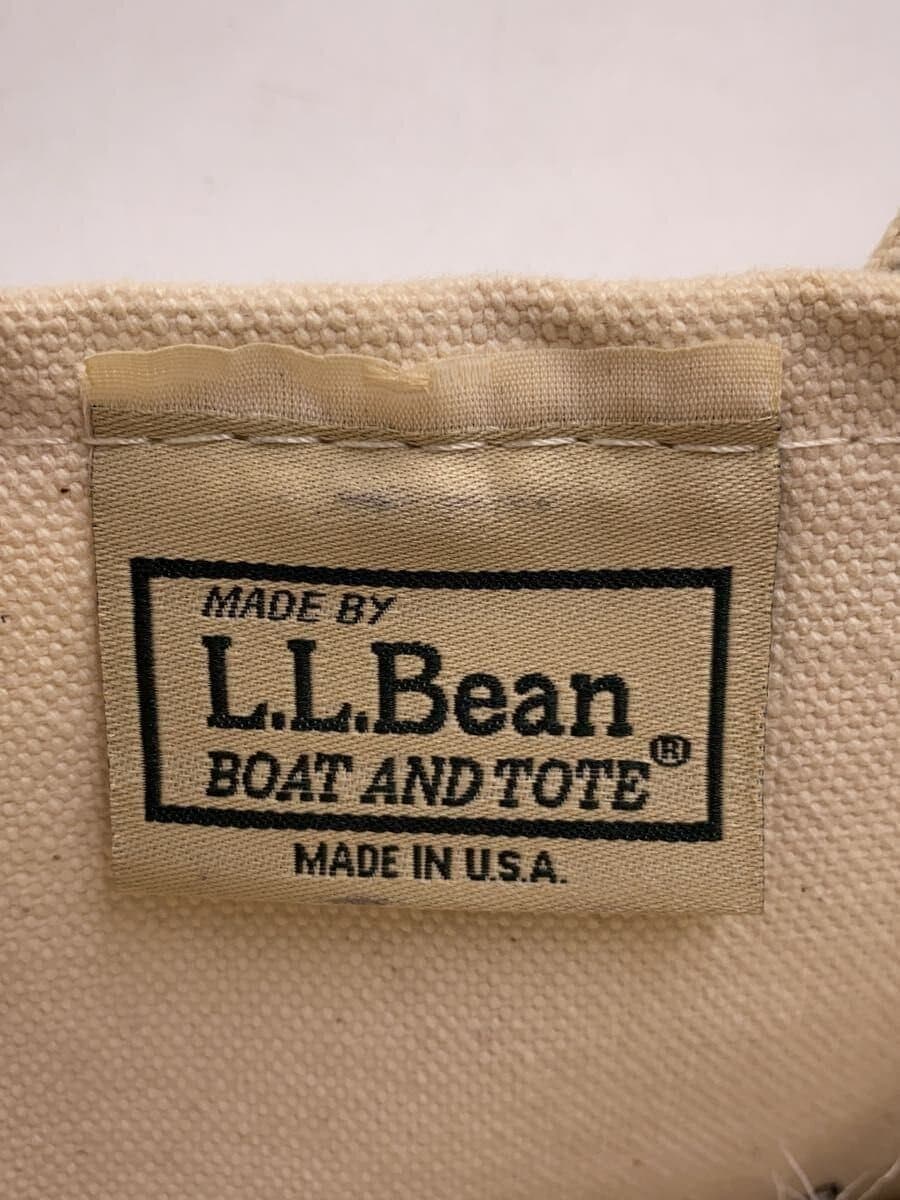 MADE BY
L.L.Bean
BOAT AND TOTE®
MADE IN U.S.A.